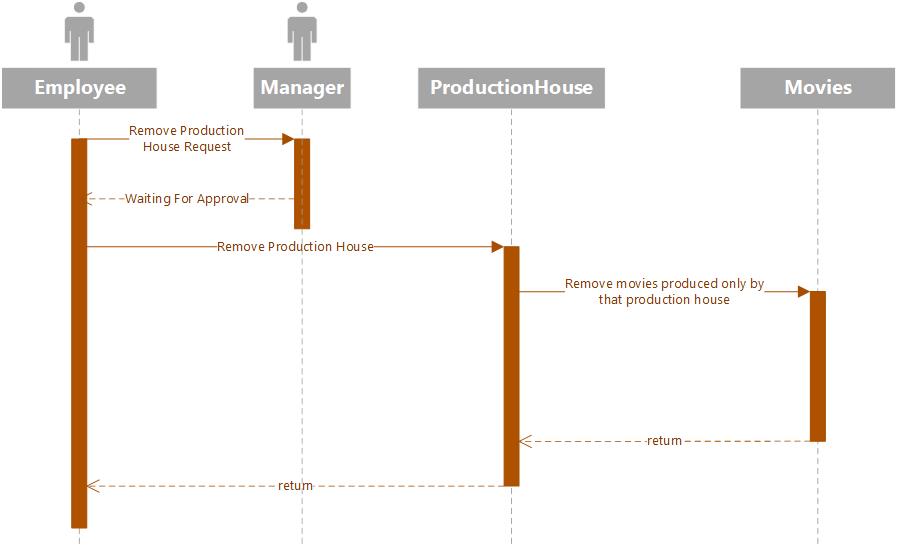 Employee
Manager
ProductionHouse
Movies
Remove Production
House Request
Waiting For Approval
Remove Production House
Remove movies produced only by
that production house
return
return